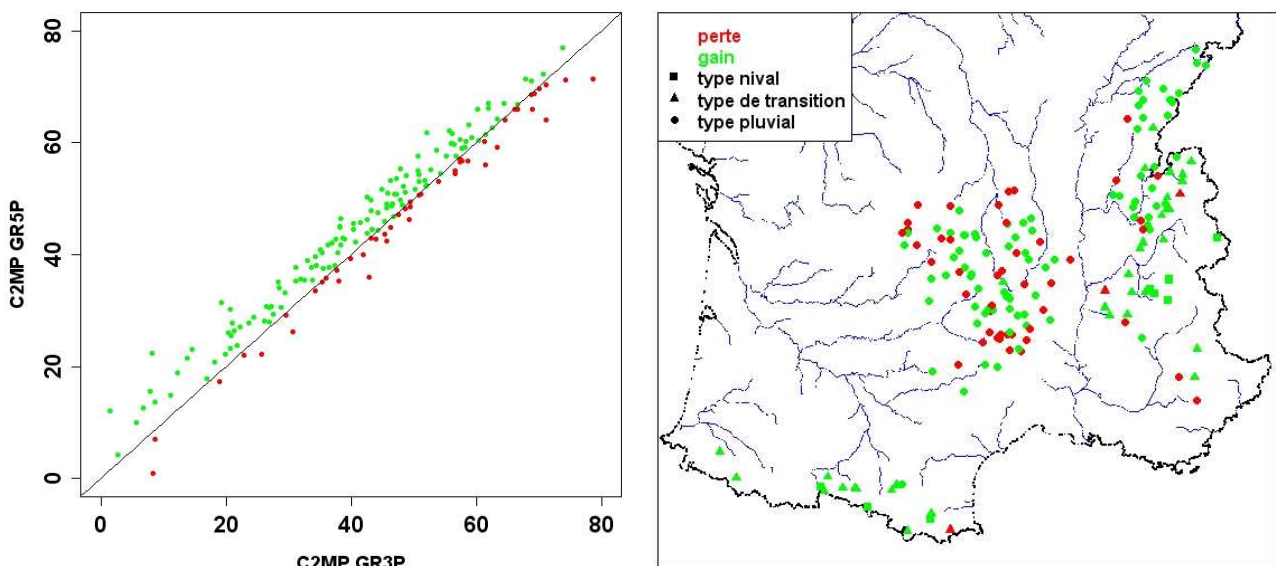 80
60
40
20
0
C2MP GR5P
0 20 40 60 80
C2MP GR3P
perte
gain
type nival
type de transition
type pluvial